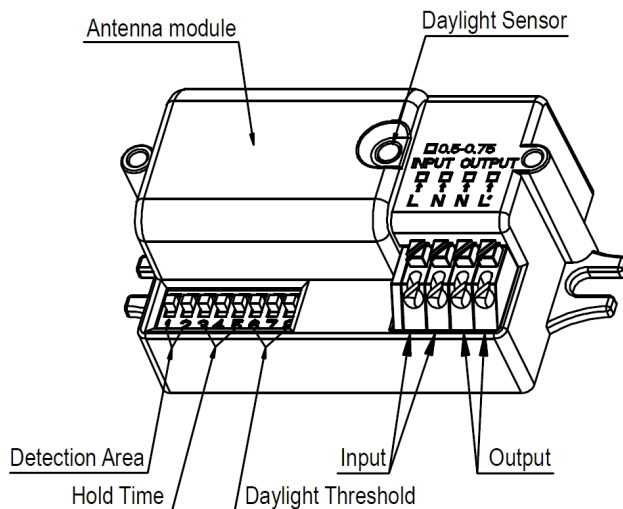 Antenna module
Daylight Sensor
0.5-0.75
INPUT OUTPUT
L N N L'
1 2 3 4 5 6 7 8
Detection Area
Input
Output
Hold Time
Daylight Threshold